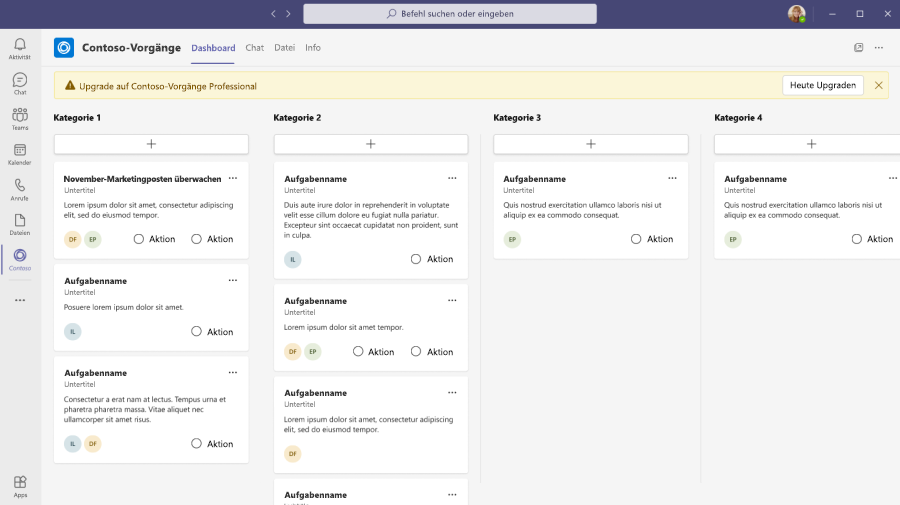 Befehl suchen oder eingeben
Aktivität
Chat
Teams
Kalender
Anrufe
Dateien
Contoso
Apps
Contoso-Vorgänge
Dashboard
Chat
Datei
Info
Upgrade auf Contoso-Vorgänge Professional
Heute Upgraden
Kategorie 1
November-Marketingposten überwachen
Untertitel
Lorem ipsum dolor sit amet, consectetur adipiscing
elit, sed do eiusmod tempor.
DF
EP
Aktion
Aktion
Aufgabenname
Untertitel
Posuere lorem ipsum dolor sit amet.
IL
Aktion
Aufgabenname
Untertitel
Consectetur a erat nam at lectus. Tempus urna et
pharetra pharetra massa. Vitae aliquet nec
ullamcorper sit amet risus.
IL
DF
Aktion
Kategorie 2
Aufgabenname
Untertitel
Duis aute irure dolor in reprehenderit in voluptate
velit esse cillum dolore eu fugiat nulla pariatur.
Excepteur sint occaecat cupidatat non proident, sunt
in culpa.
IL
Aktion
Aufgabenname
Untertitel
Lorem ipsum dolor sit amet tempor.
DF
EP
Aktion
Aktion
Aufgabenname
Untertitel
Lorem ipsum dolor sit amet, consectetur adipiscing
elit, sed do eiusmod tempor.
DF
Aufgabenname
Kategorie 3
Aufgabenname
Untertitel
Quis nostrud exercitation ullamco laboris nisi ut
aliquip ex ea commodo consequat.
EP
Aktion
Kategorie 4
Aufgabenname
Untertitel
Quis nostrud exercitation ullamco laboris nisi ut
aliquip ex ea commodo consequat.
EP
Aktion